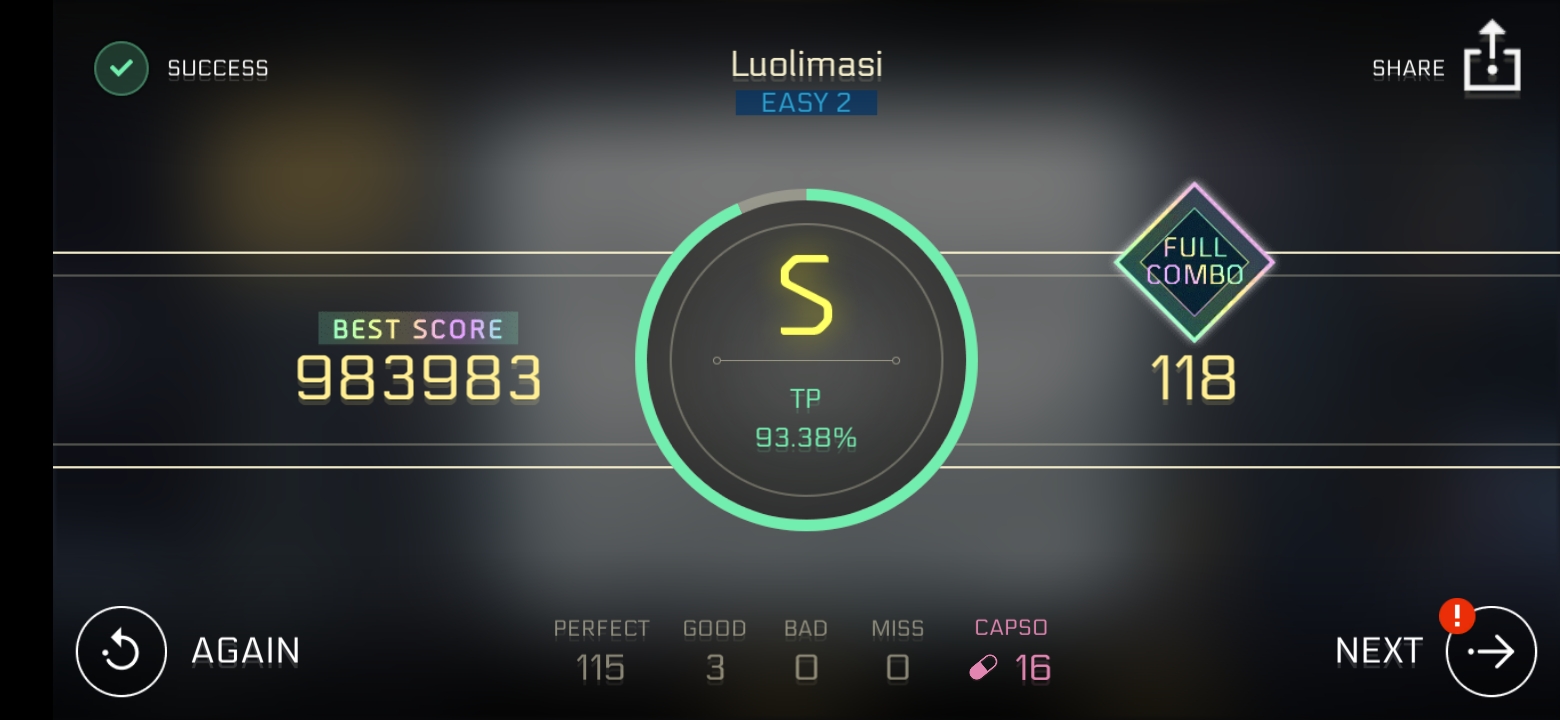 SUCCESS
Luolimasi
EASY 2
SHARE
FULL
COMBO
BEST SCORE
983983
S
TP
93.38%
118
AGAIN
PERFECT GOOD BAD MISS CAPSO
115 3 0 0 16
NEXT
!